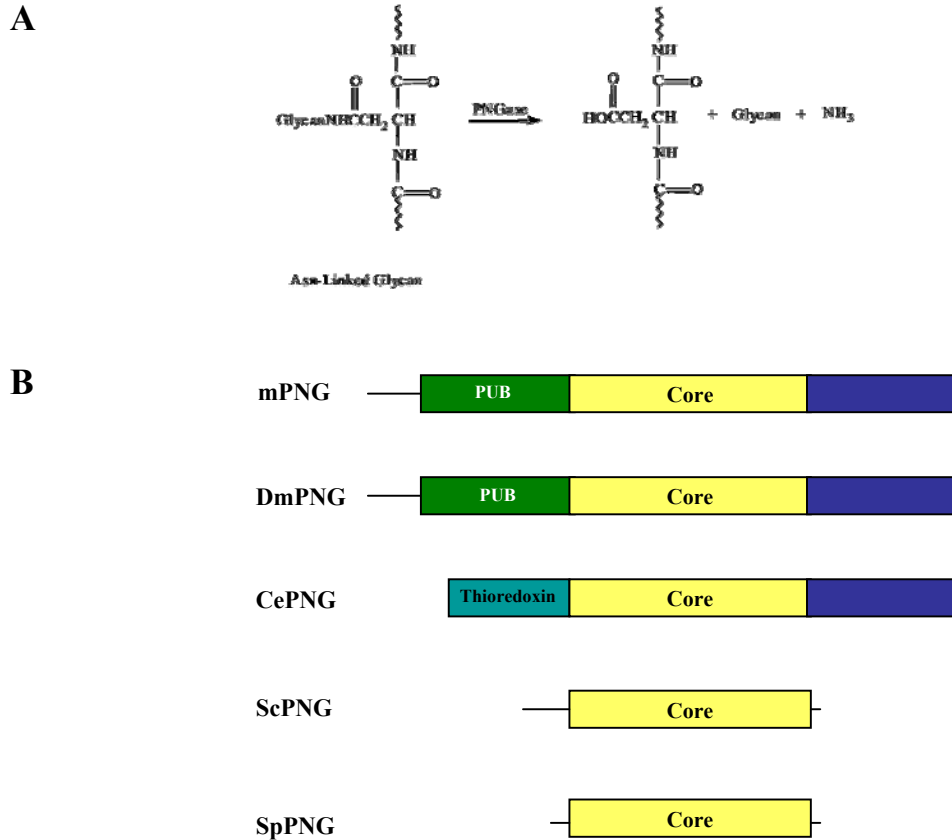 A
NH
NH
O
C
O
O
C
O
GlycanNHCCH2 CH
PNGase
HOCCH2 CH
+ Glycan + NH3
NH
NH
C
O
C
O
Asn-Linked Glycan
B
mPNG PUB Core
DmPNG PUB Core
CePNG Thioredoxin Core
ScPNG Core
SpPNG Core